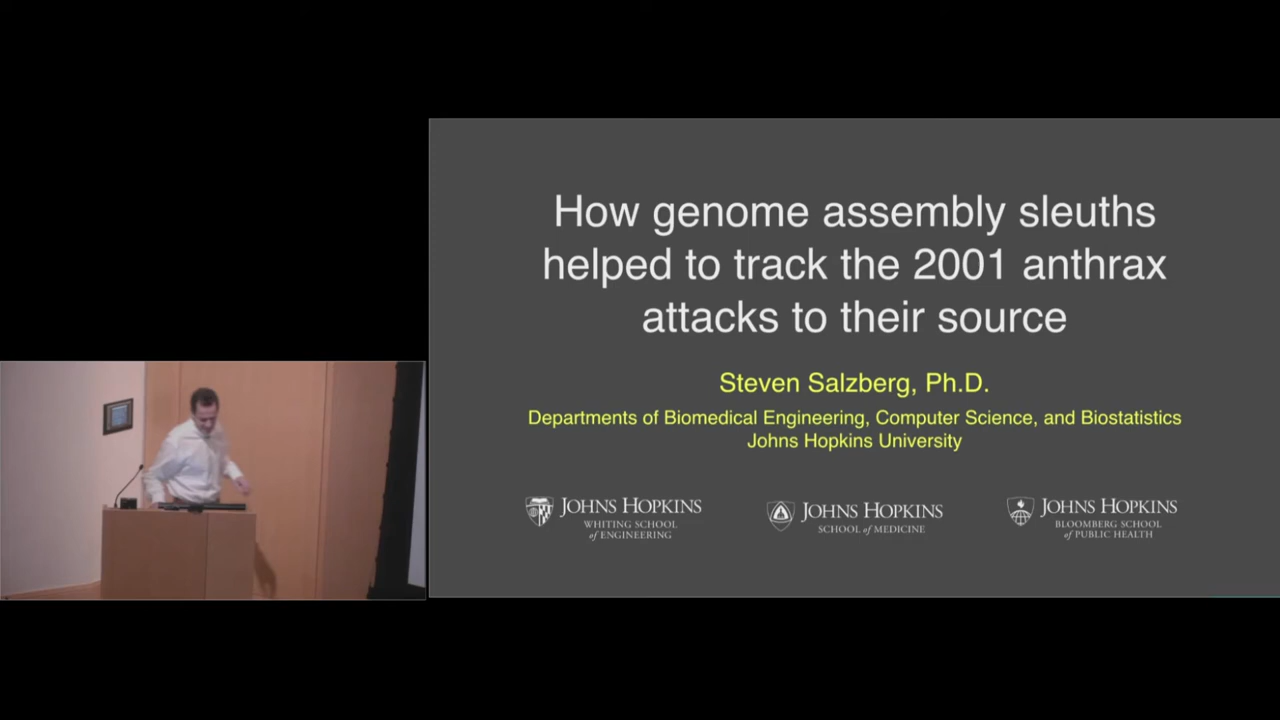 How genome assembly sleuths
helped to track the 2001 anthrax
attacks to their source
Steven Salzberg, Ph.D.
Departments of Biomedical Engineering, Computer Science, and Biostatistics
Johns Hopkins University
JOHNS HOPKINS
WHITING SCHOOL
of ENGINEERING
JOHNS HOPKINS
SCHOOL of MEDICINE
JOHNS HOPKINS
BLOOMBERG SCHOOL
of PUBLIC HEALTH